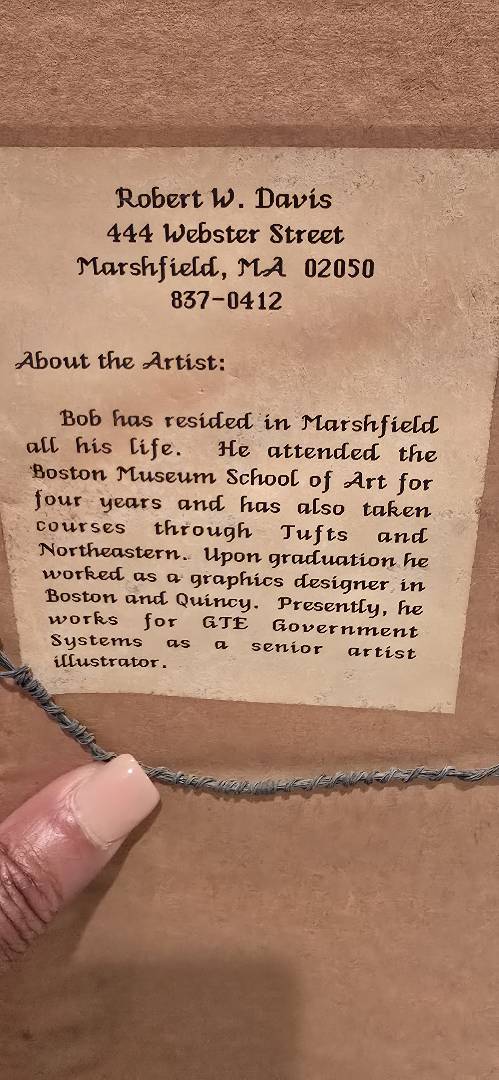 Robert W. Davis
444 Webster Street
Marshfield, MA 02050
837-0412
About the Artist:
Bob has resided in Marshfield
all his life. He attended the
Boston Museum School of Art for
four years and has also taken
courses through Tufts and
Northeastern. Upon graduation he
worked as a graphics designer in
Boston and Quincy. Presently, he
works for GTE Government
Systems as a senior artist
illustrator.